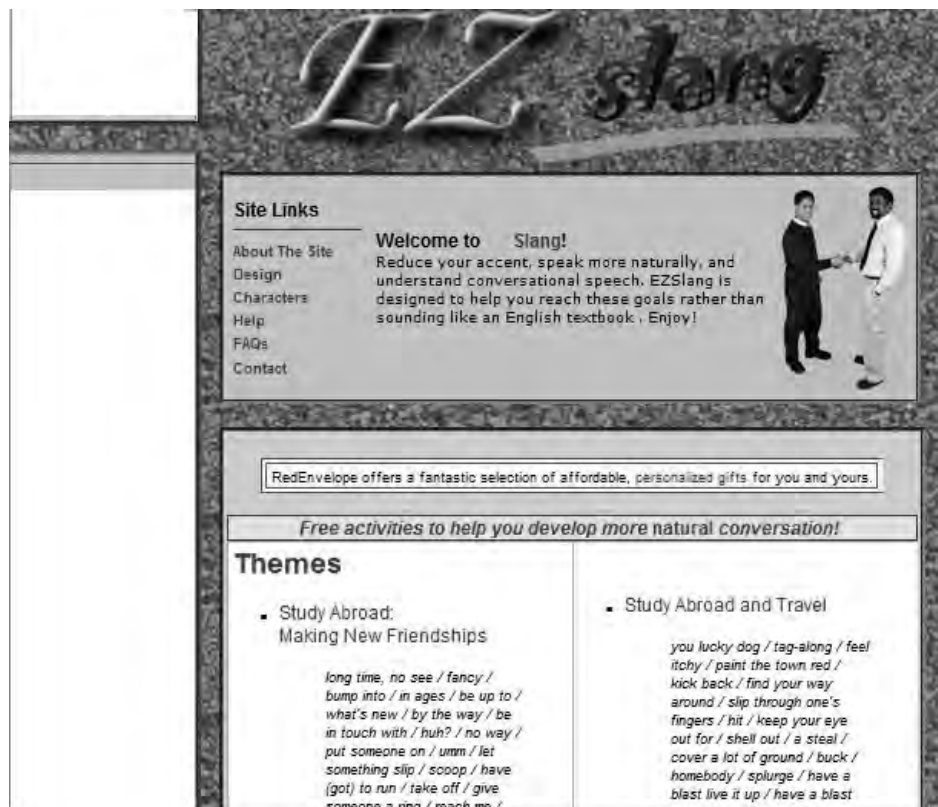 EZ slang
Site Links
About The Site
Design
Characters
Help
FAQs
Contact
Welcome to Slang!
Reduce your accent, speak more naturally, and
understand conversational speech. EZSlang is
designed to help you reach these goals rather than
sounding like an English textbook . Enjoy!
RedEnvelope offers a fantastic selection of affordable, personalized gifts for you and yours.
Free activities to help you develop more natural conversation!
Themes
Study Abroad:
Making New Friendships
long time, no see / fancy /
bump into / in ages / be up to /
what's new / by the way / be
in touch with / huh? / no way /
put someone on / umm / let
something slip / scoop / have
(got) to run / take off / give
someone a ring / reach me /
Study Abroad and Travel
you lucky dog / tag-along / feel
itchy / paint the town red /
kick back / find your way
around / slip through one's
fingers / hit / keep your eye
out for / shell out / a steal /
cover a lot of ground / buck /
homebody / splurge / have a
blast live it up / have a blast